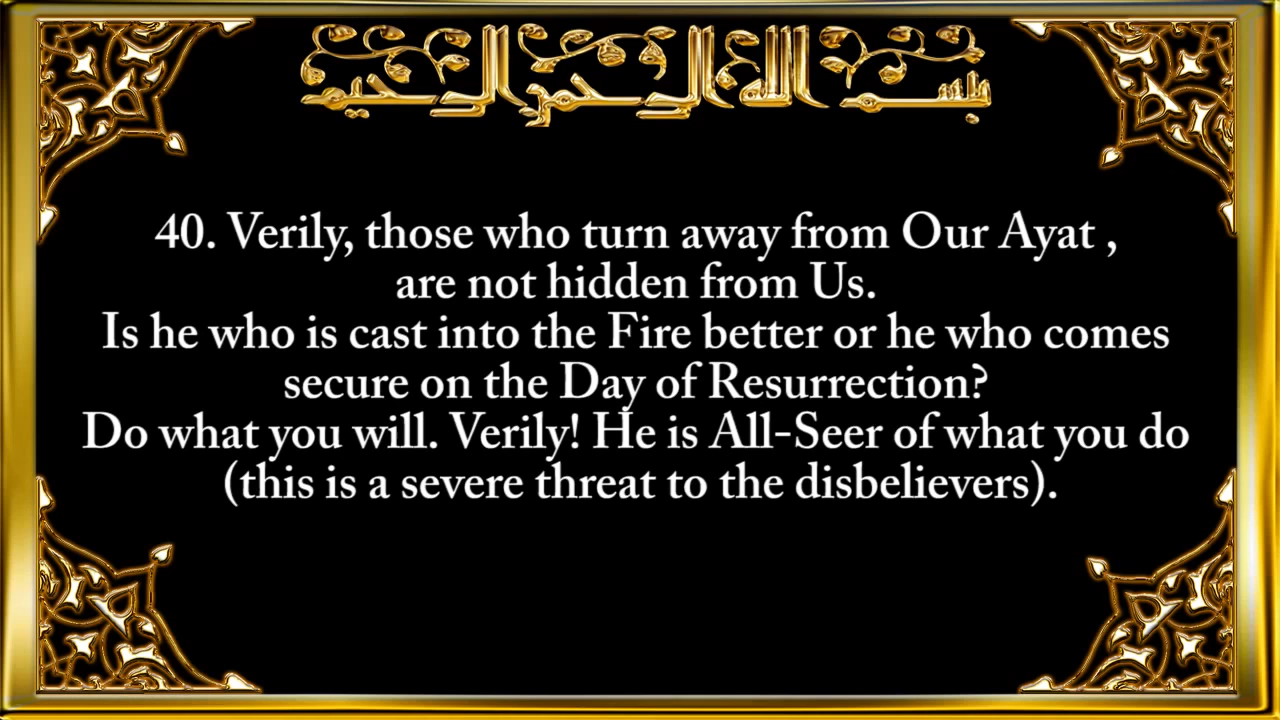 بسم الله الرحمن الرحيم
40. Verily, those who turn away from Our Ayat ,
are not hidden from Us.
Is he who is cast into the Fire better or he who comes
secure on the Day of Resurrection?
Do what you will. Verily! He is All-Seer of what you do
(this is a severe threat to the disbelievers).